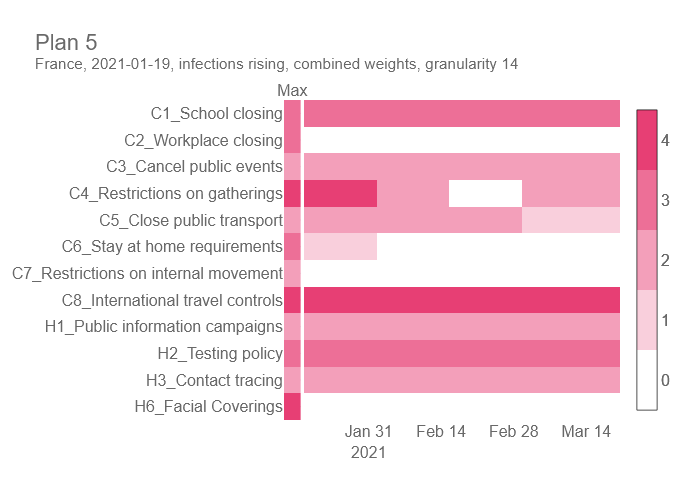 Plan 5
France, 2021-01-19, infections rising, combined weights, granularity 14
Max
C1_School closing
C2_Workplace closing
C3_Cancel public events
C4_Restrictions on gatherings
C5_Close public transport
C6_Stay at home requirements
C7_Restrictions on internal movement
C8_International travel controls
H1_Public information campaigns
H2_Testing policy
H3_Contact tracing
H6_Facial Coverings
4
3
2
1
0
Jan 31 Feb 14 Feb 28 Mar 14
2021